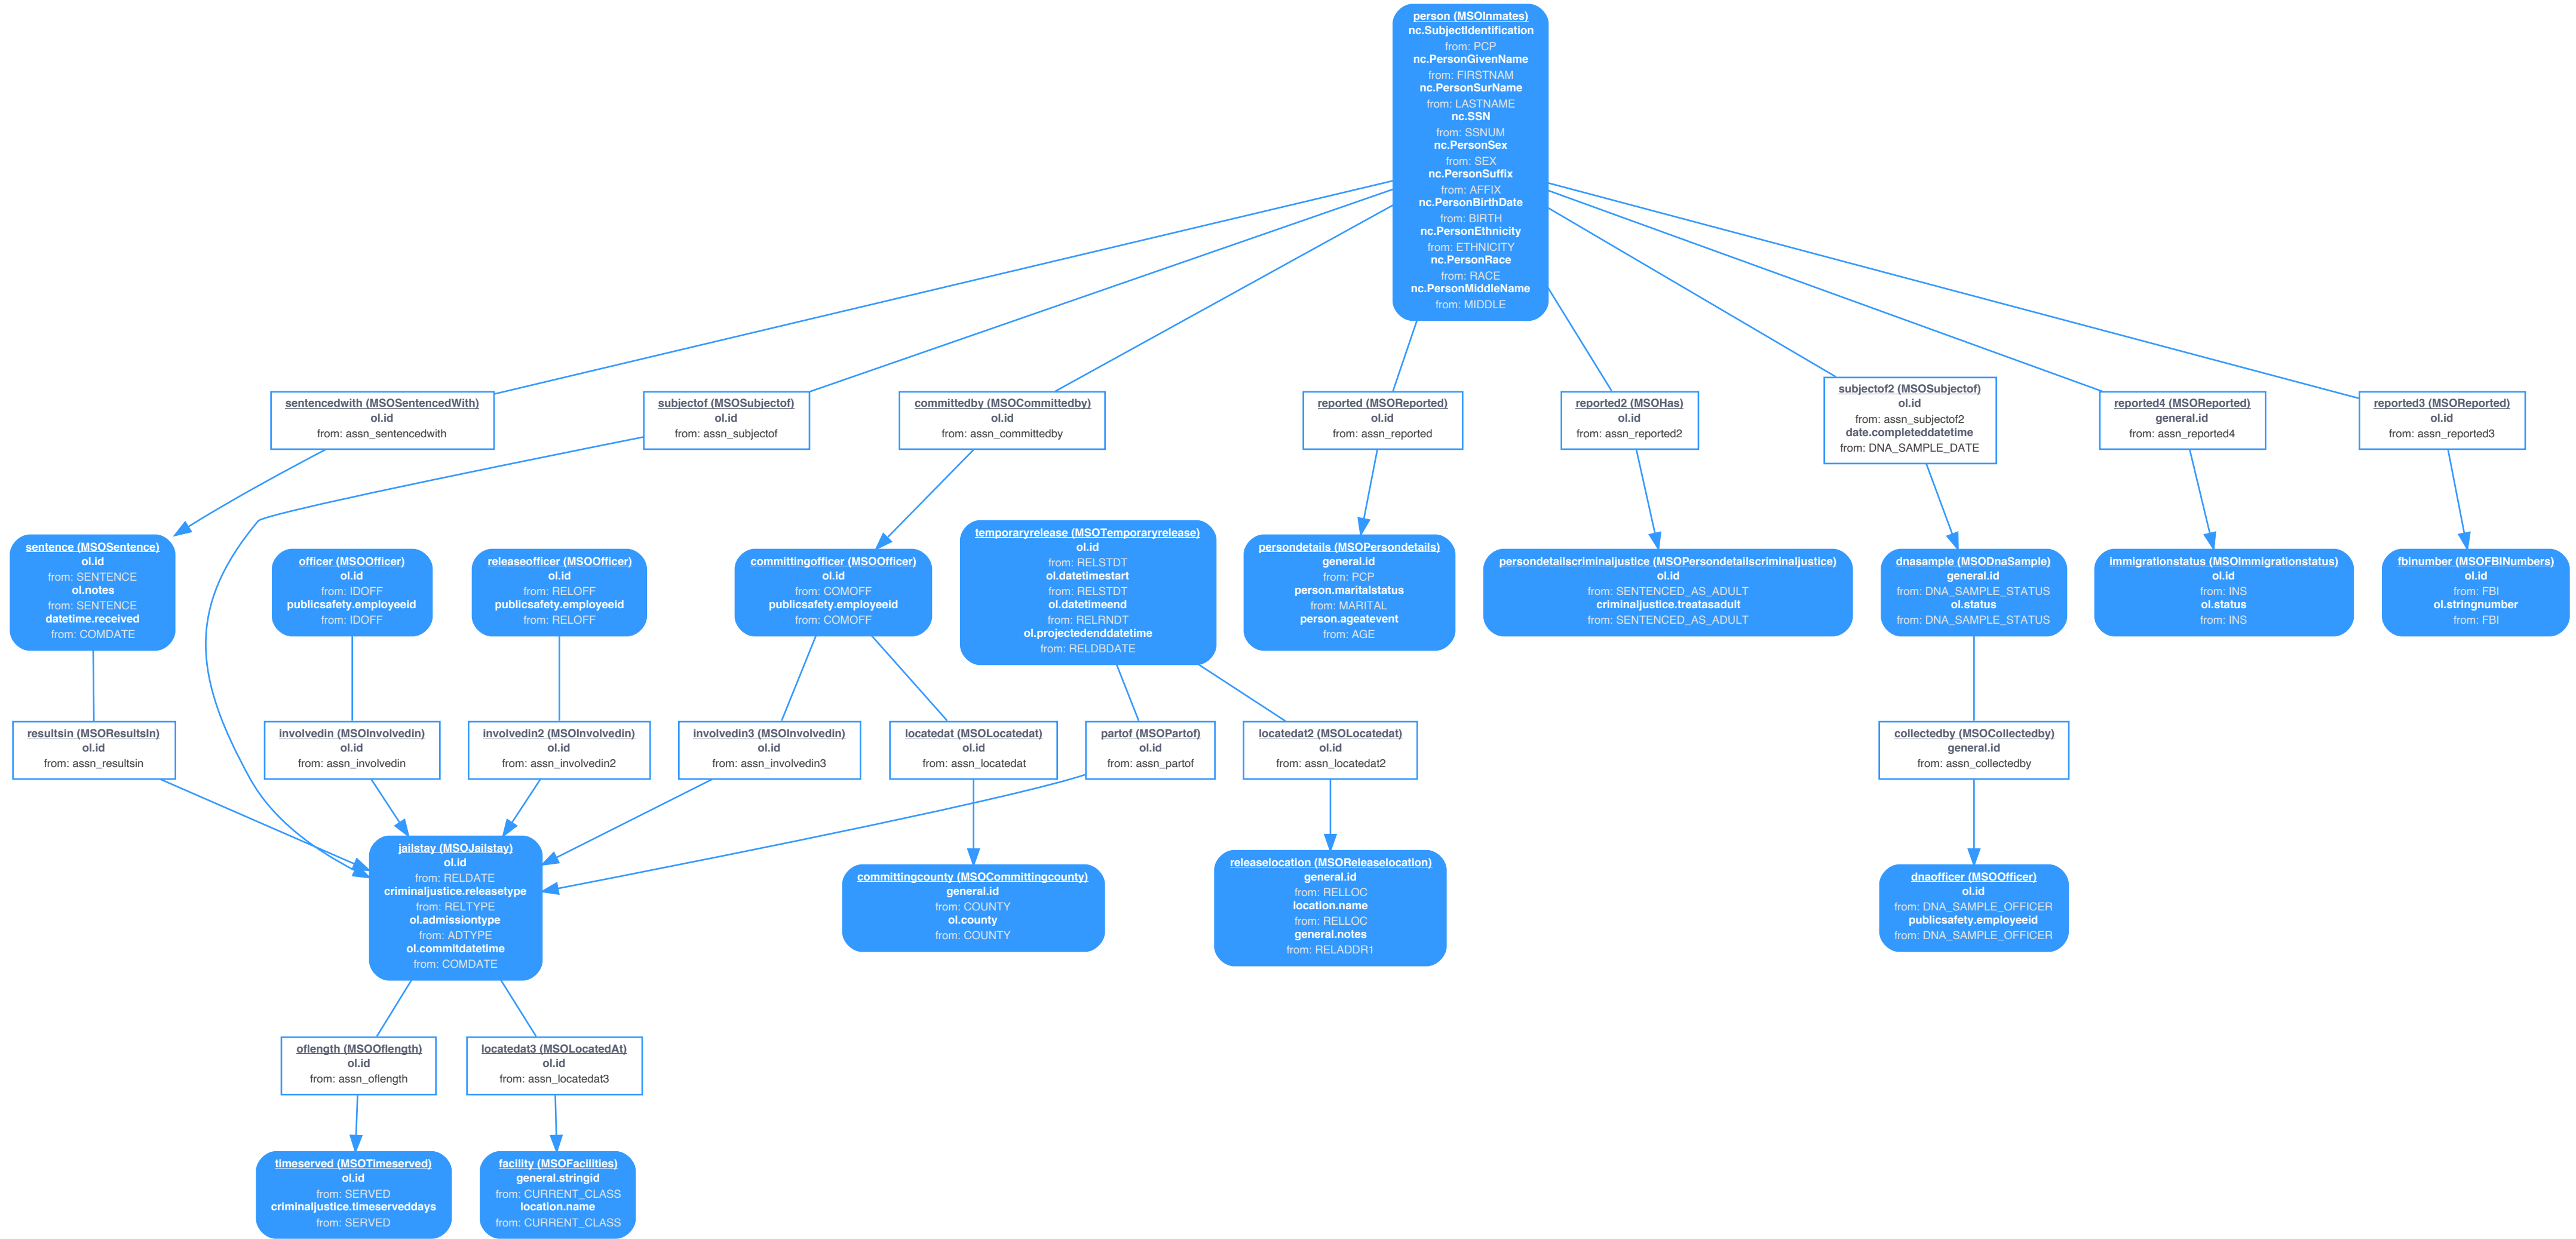 person (MSOInmates)
nc.SubjectIdentification
from: PCP
nc.PersonGivenName
from: FIRSTNAM
nc.PersonSurName
from: LASTNAME
nc.SSN
from: SSNUM
nc.PersonSex
from: SEX
nc.PersonSuffix
from: AFFIX
nc.PersonBirthDate
from: BIRTH
nc.PersonEthnicity
from: ETHNICITY
nc.PersonRace
from: RACE
nc.PersonMiddleName
from: MIDDLE
sentencedwith (MSOSentencedWith)
ol.id
from: assn_sentencedwith
subjectof (MSOSubjectof)
ol.id
from: assn_subjectof
committedby (MSOCommittedby)
ol.id
from: assn_committedby
reported (MSOReported)
ol.id
from: assn_reported
reported2 (MSOHas)
ol.id
from: assn_reported2
subjectof2 (MSOSubjectof)
ol.id
from: assn_subjectof2
date.completeddatetime
from: DNA_SAMPLE_DATE
reported4 (MSOReported)
general.id
from: assn_reported4
reported3 (MSOReported)
ol.id
from: assn_reported3
sentence (MSOSentence)
ol.id
from: SENTENCE
ol.notes
from: SENTENCE
datetime.received
from: COMDATE
officer (MSOOfficer)
ol.id
from: IDOFF
publicsafety.employeeid
from: IDOFF
releaseofficer (MSOOfficer)
ol.id
from: RELOFF
publicsafety.employeeid
from: RELOFF
committingofficer (MSOOfficer)
ol.id
from: COMOFF
publicsafety.employeeid
from: COMOFF
temporaryrelease (MSOTemporaryrelease)
ol.id
from: RELSTDT
ol.datetimestart
from: RELSTDT
ol.datetimeend
from: RELRNDT
ol.projectedenddatetime
from: RELDBDATE
persondetails (MSOPersondetails)
general.id
from: PCP
person.maritalstatus
from: MARITAL
person.ageatevent
from: AGE
persondetailscriminaljustice (MSOPersondetailscriminaljustice)
ol.id
from: SENTENCED_AS_ADULT
criminaljustice.treatasadult
from: SENTENCED_AS_ADULT
dnasample (MSODnaSample)
general.id
from: DNA_SAMPLE_STATUS
ol.status
from: DNA_SAMPLE_STATUS
immigrationstatus (MSOImmigrationstatus)
ol.id
from: INS
ol.status
from: INS
fbinumber (MSOFBINumbers)
ol.id
from: FBI
ol.stringnumber
from: FBI
resultsin (MSOResultsIn)
ol.id
from: assn_resultsin
involvedin (MSOInvolvedin)
ol.id
from: assn_involvedin
involvedin2 (MSOInvolvedin)
ol.id
from: assn_involvedin2
involvedin3 (MSOInvolvedin)
ol.id
from: assn_involvedin3
locatedat (MSOLocatedat)
ol.id
from: assn_locatedat
partof (MSOPartof)
ol.id
from: assn_partof
locatedat2 (MSOLocatedat)
ol.id
from: assn_locatedat2
collectedby (MSOCollectedby)
general.id
from: assn_collectedby
jailstay (MSOJailstay)
ol.id
from: RELDATE
criminaljustice.releasetype
from: RELTYPE
ol.admissiontype
from: ADTYPE
ol.commitdatetime
from: COMDATE
committingcounty (MSOCommittingcounty)
general.id
from: COUNTY
ol.county
from: COUNTY
releaselocation (MSOReleaselocation)
general.id
from: RELLOC
location.name
from: RELLOC
general.notes
from: RELADDR1
dnaofficer (MSOOfficer)
ol.id
from: DNA_SAMPLE_OFFICER
publicsafety.employeeid
from: DNA_SAMPLE_OFFICER
oflength (MSOOflength)
ol.id
from: assn_oflength
locatedat3 (MSOLocatedAt)
ol.id
from: assn_locatedat3
timeserved (MSOTimeserved)
ol.id
from: SERVED
criminaljustice.timeserveddays
from: SERVED
facility (MSOFacilities)
general.stringid
from: CURRENT_CLASS
location.name
from: CURRENT_CLASS